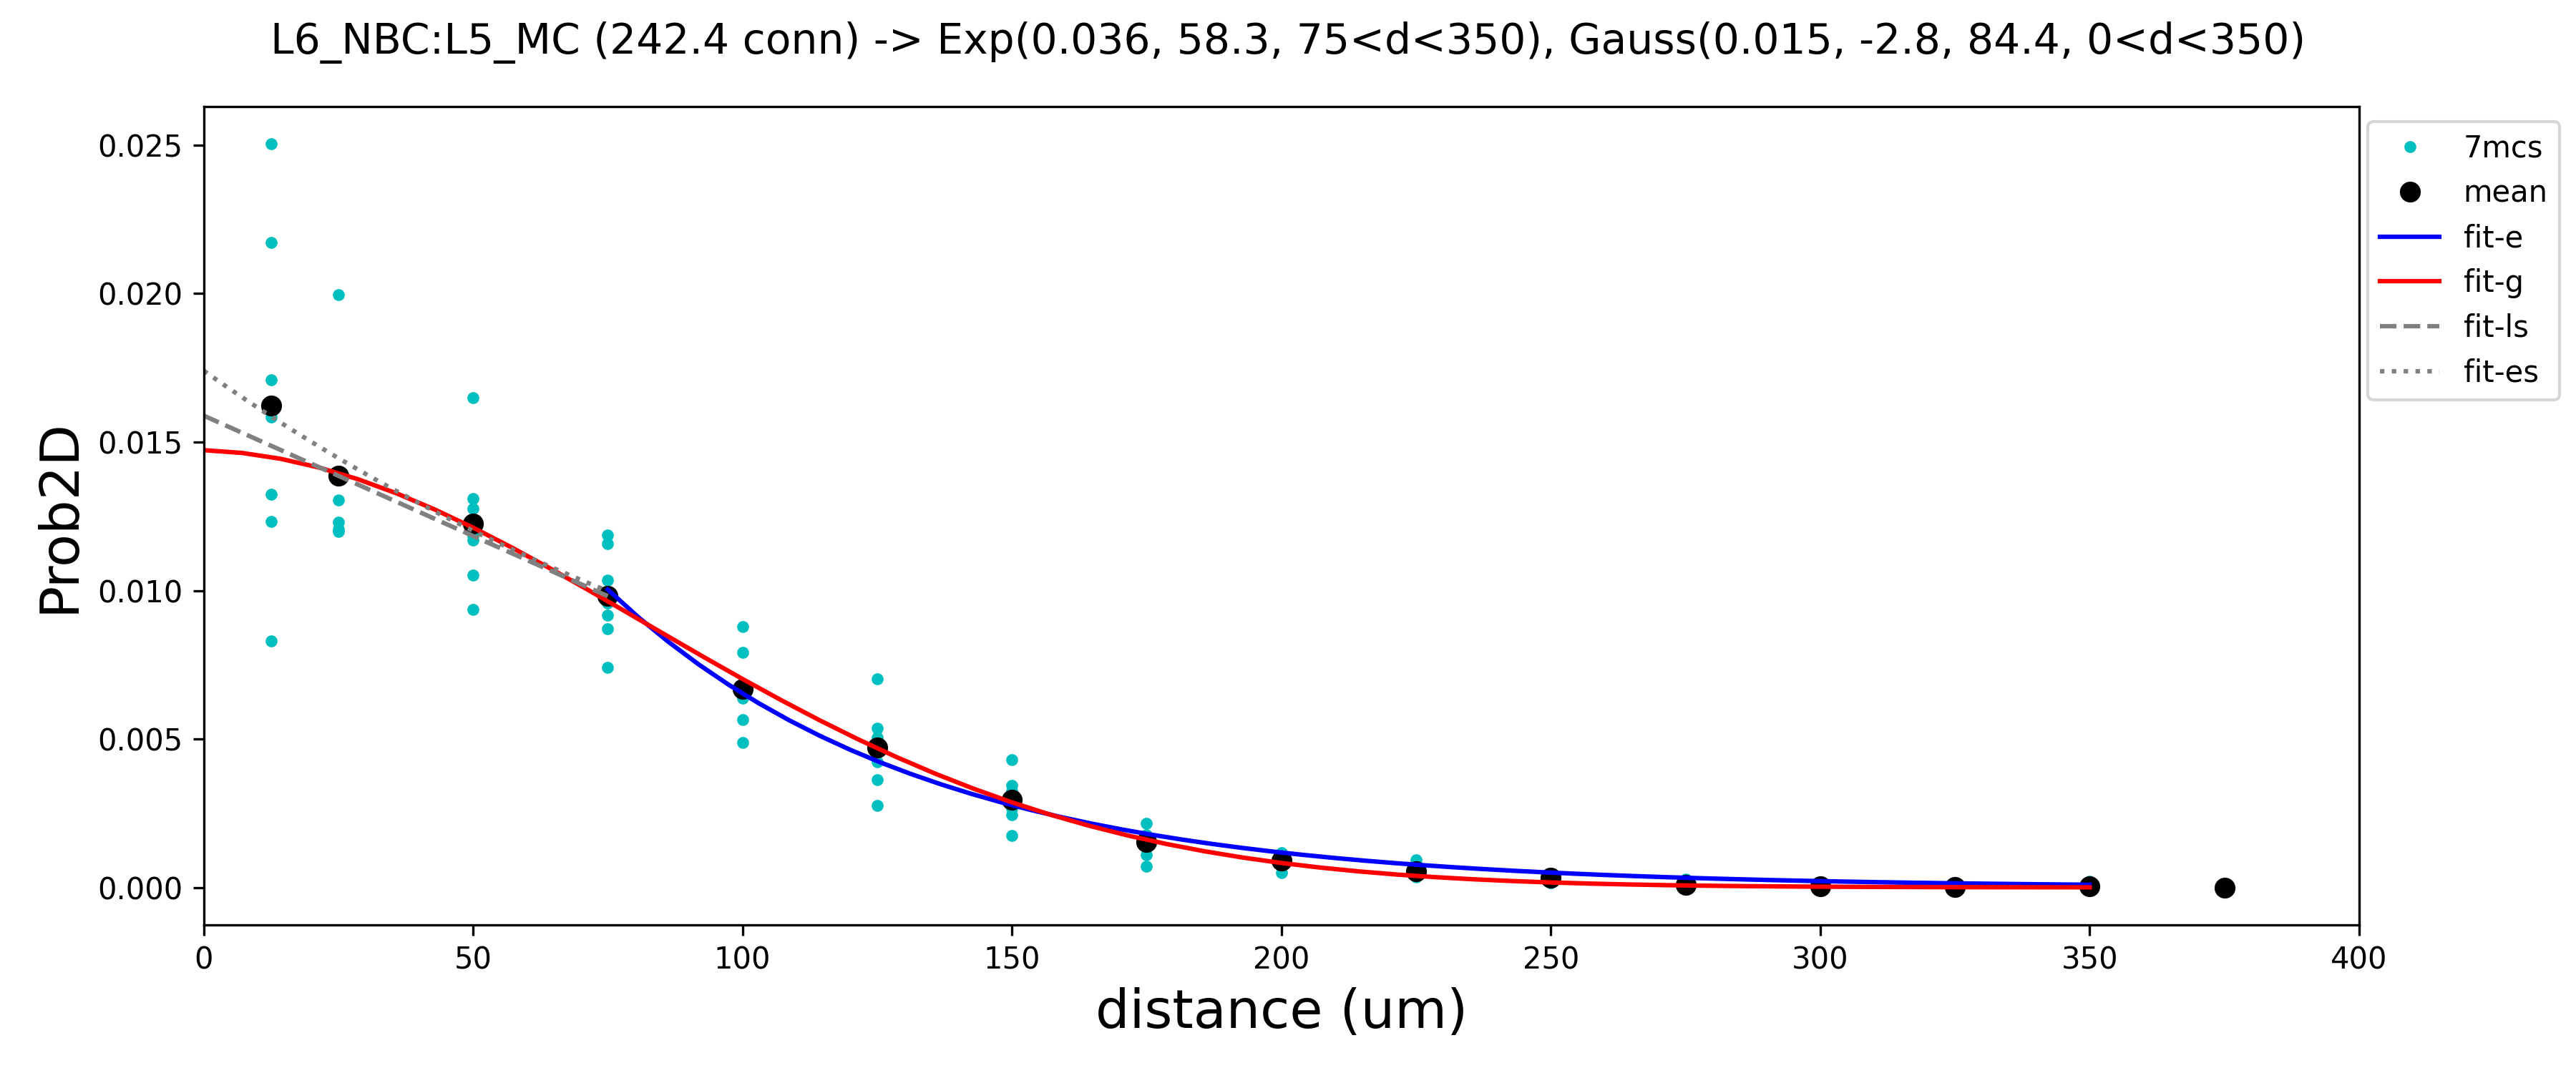 L6_NBC:L5_MC (242.4 conn) -> Exp(0.036, 58.3, 75<d<350), Gauss(0.015, -2.8, 84.4, 0<d<350)
Prob2D
0.025
0.020
0.015
0.010
0.005
0.000
0 50 100 150 200 250 300 350 400
distance (um)
7mcs
mean
fit-e
fit-g
fit-ls
fit-es